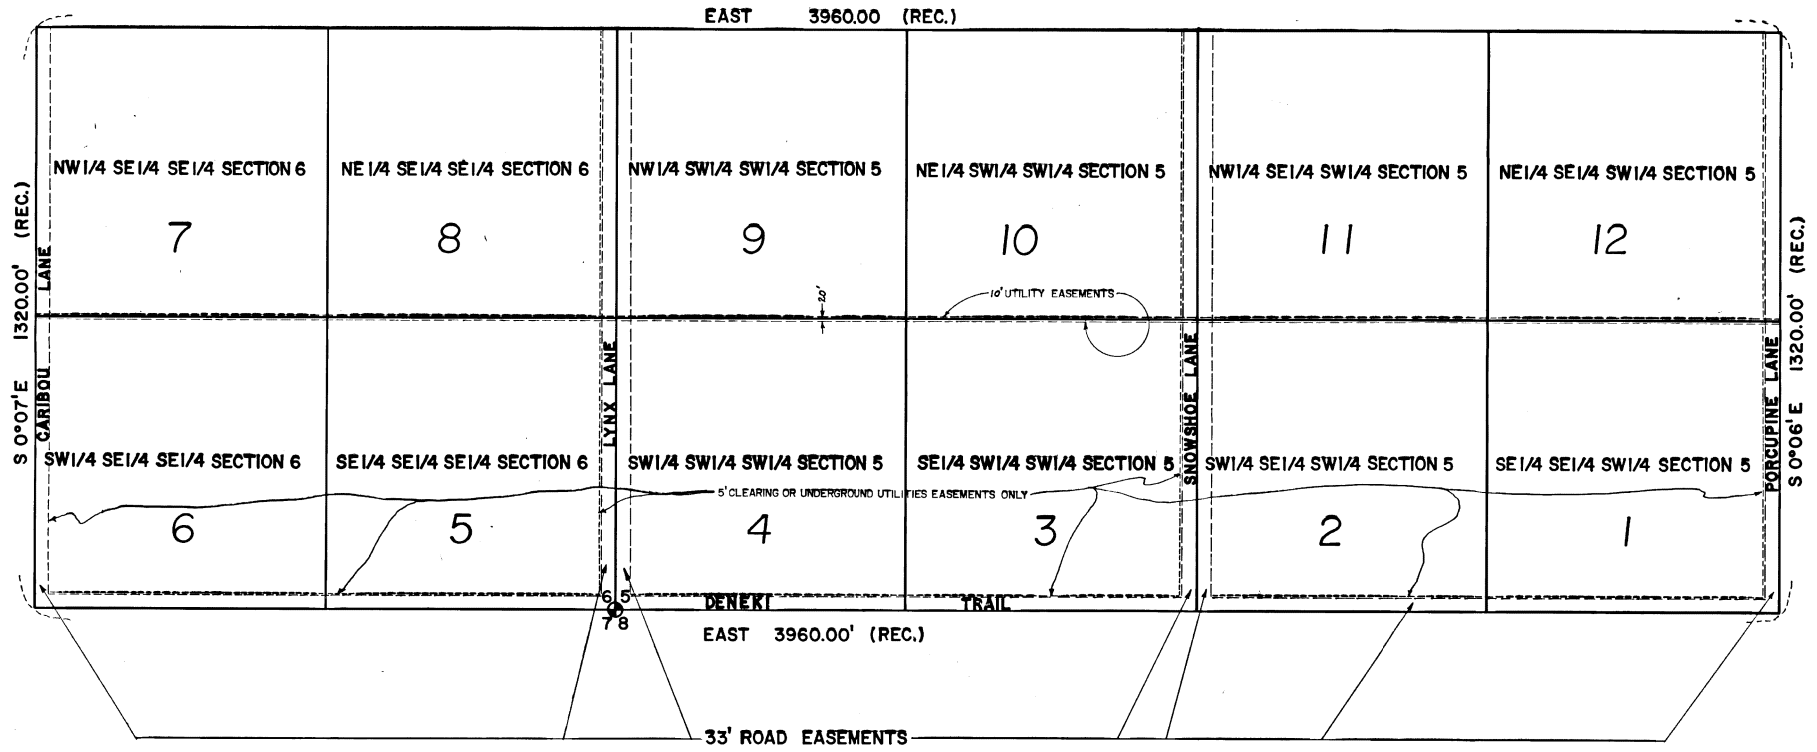 EAST 3960.00 (REC.)
NW1/4 SE1/4 SE1/4 SECTION 6
NE1/4 SE1/4 SE1/4 SECTION 6
NW1/4 SW1/4 SW1/4 SECTION 5
NE1/4 SW1/4 SW1/4 SECTION 5
NW1/4 SE1/4 SW1/4 SECTION 5
NE1/4 SE1/4 SW1/4 SECTION 5
7
8
9
10
11
12
S 0°07'E 1320.00' (REC.)
CARIBOU LANE
20'
10' UTILITY EASEMENTS
LYNX LANE
SNOWSHOE LANE
PORCUPINE LANE
S 0°06'E 1320.00' (REC.)
SW1/4 SE1/4 SE1/4 SECTION 6
SE1/4 SE1/4 SE1/4 SECTION 6
SW1/4 SW1/4 SW1/4 SECTION 5
SE1/4 SW1/4 SW1/4 SECTION 5
SW1/4 SE1/4 SW1/4 SECTION 5
SE1/4 SE1/4 SW1/4 SECTION 5
5' CLEARING OR UNDERGROUND UTILITIES EASEMENTS ONLY
6
5
4
3
2
1
6 5
7 8
DENEKI TRAIL
EAST 3960.00' (REC.)
33' ROAD EASEMENTS